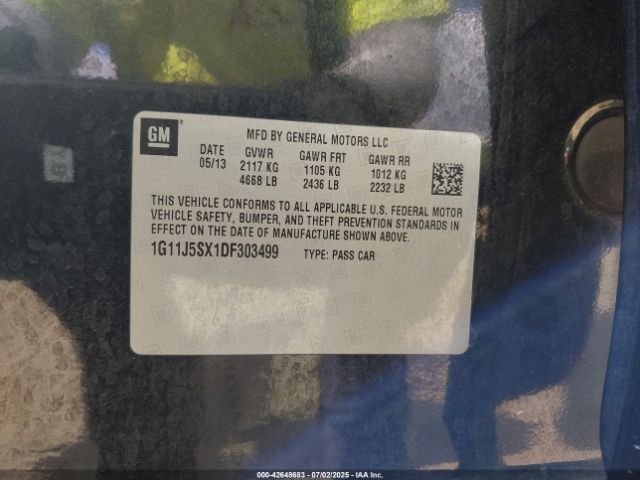 GM
MFD BY GENERAL MOTORS LLC
DATE GVWR GAWR FRT GAWR RR
05/13 2117 KG 1105 KG 1012 KG
4668 LB 2436 LB 2232 LB
THIS VEHICLE CONFORMS TO ALL APPLICABLE U.S. FEDERAL MOTOR
VEHICLE SAFETY, BUMPER, AND THEFT PREVENTION STANDARDS IN
EFFECT ON THE DATE OF MANUFACTURE SHOWN ABOVE.
1G11J5SX1DF303499 TYPE: PASS CAR
000-42648683 - 07/02/2025 - IAA Inc.